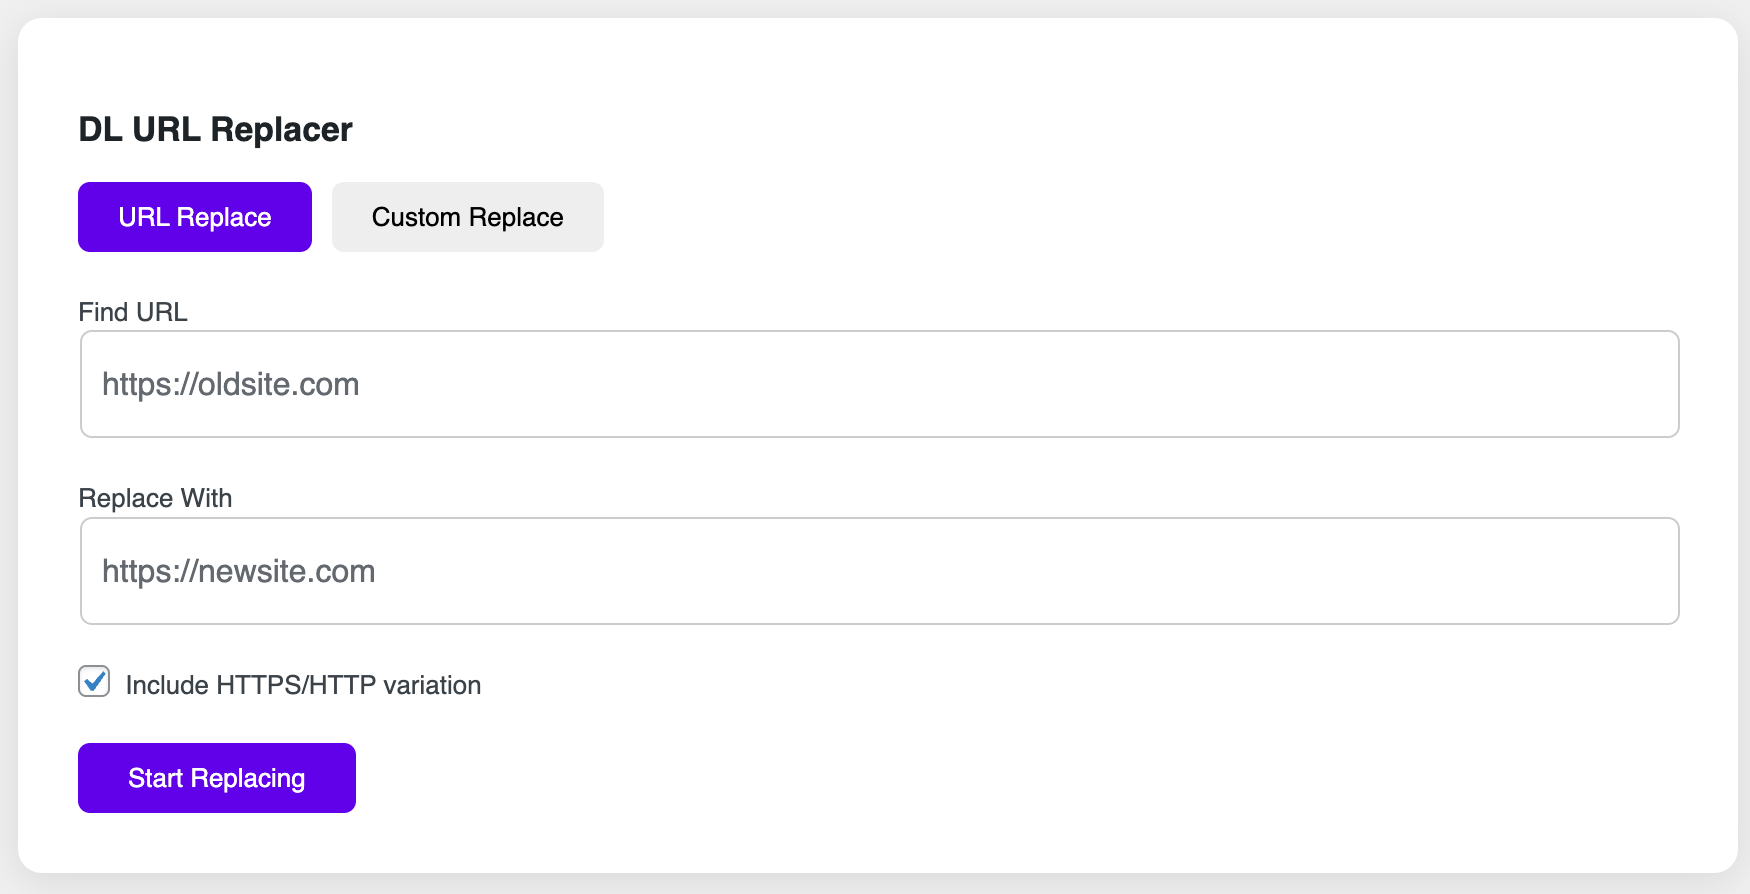 DL URL Replacer
URL Replace
Custom Replace
Find URL
https://oldsite.com
Replace With
https://newsite.com
Include HTTPS/HTTP variation
Start Replacing